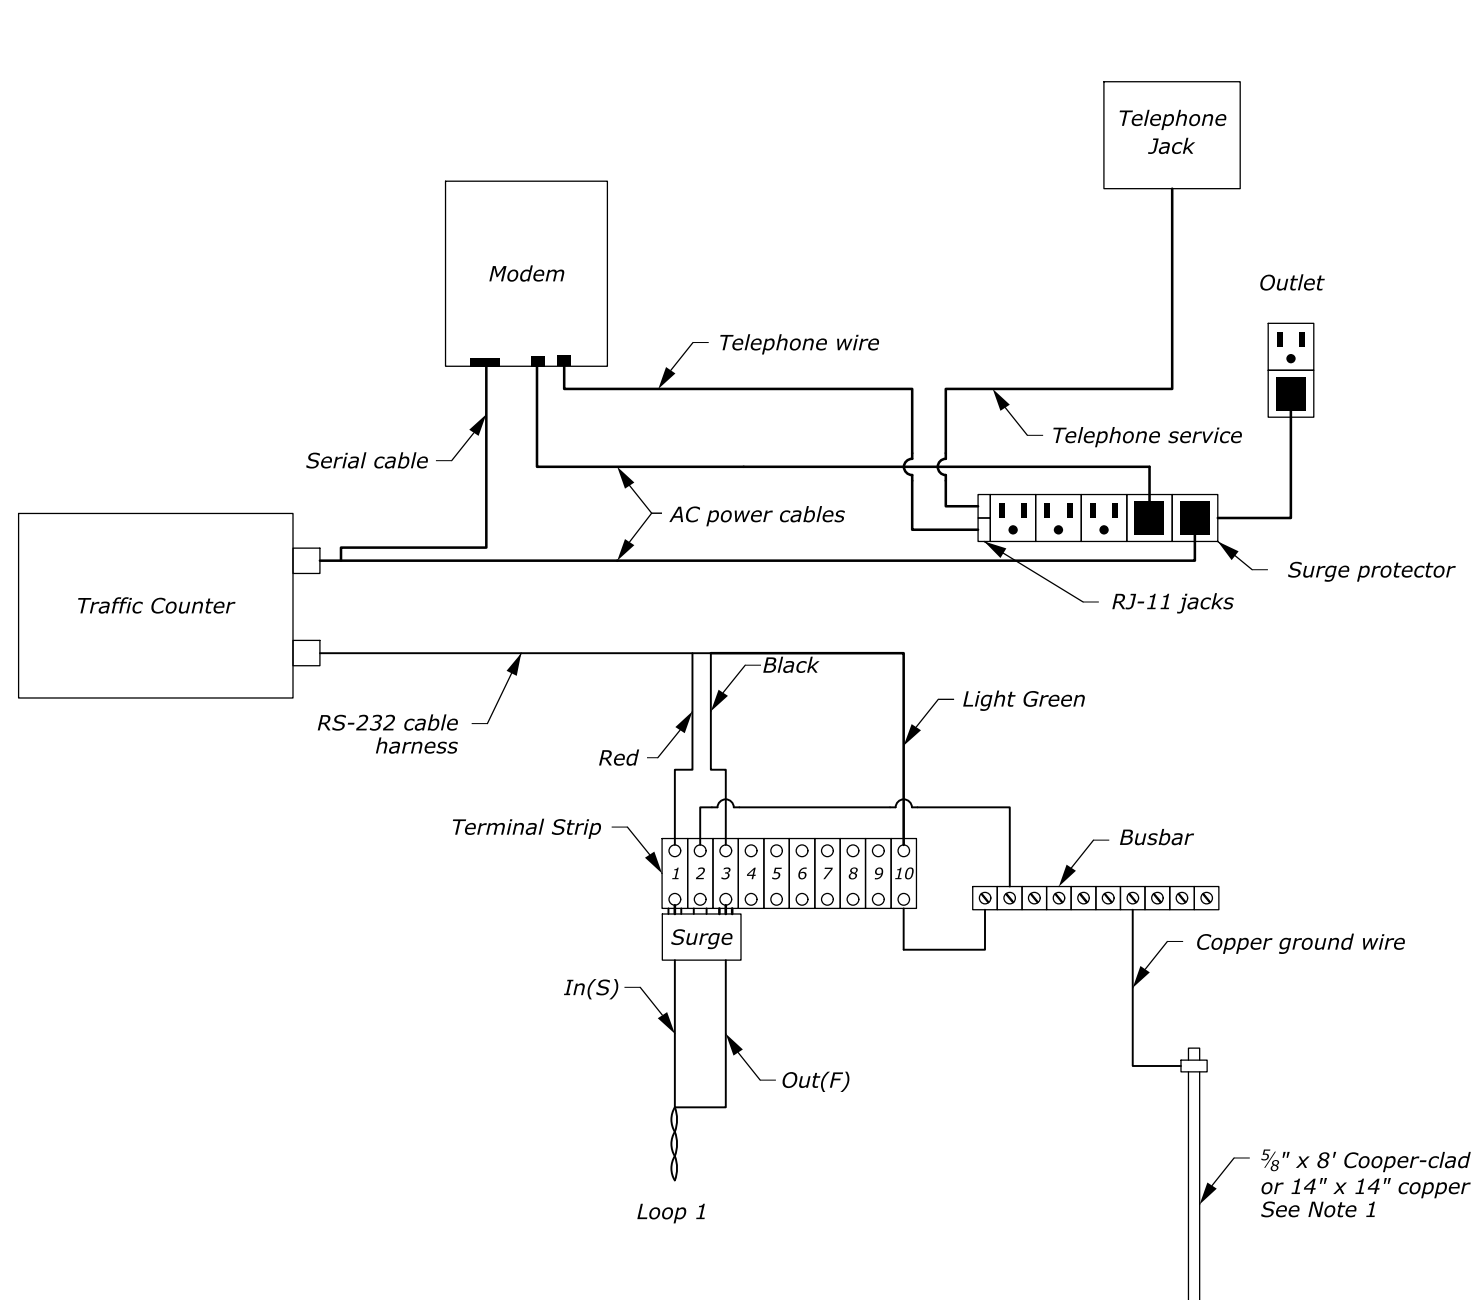 Telephone
Jack
Modem
Outlet
Telephone wire
Telephone service
Serial cable
AC power cables
Surge protector
RJ-11 jacks
Traffic Counter
Black
Light Green
RS-232 cable
harness
Red
Terminal Strip
Busbar
1 2 3 4 5 6 7 8 9 10
Surge
Copper ground wire
In(S)
Out(F)
⅝" x 8' Cooper-clad
or 14" x 14" copper
See Note 1
Loop 1